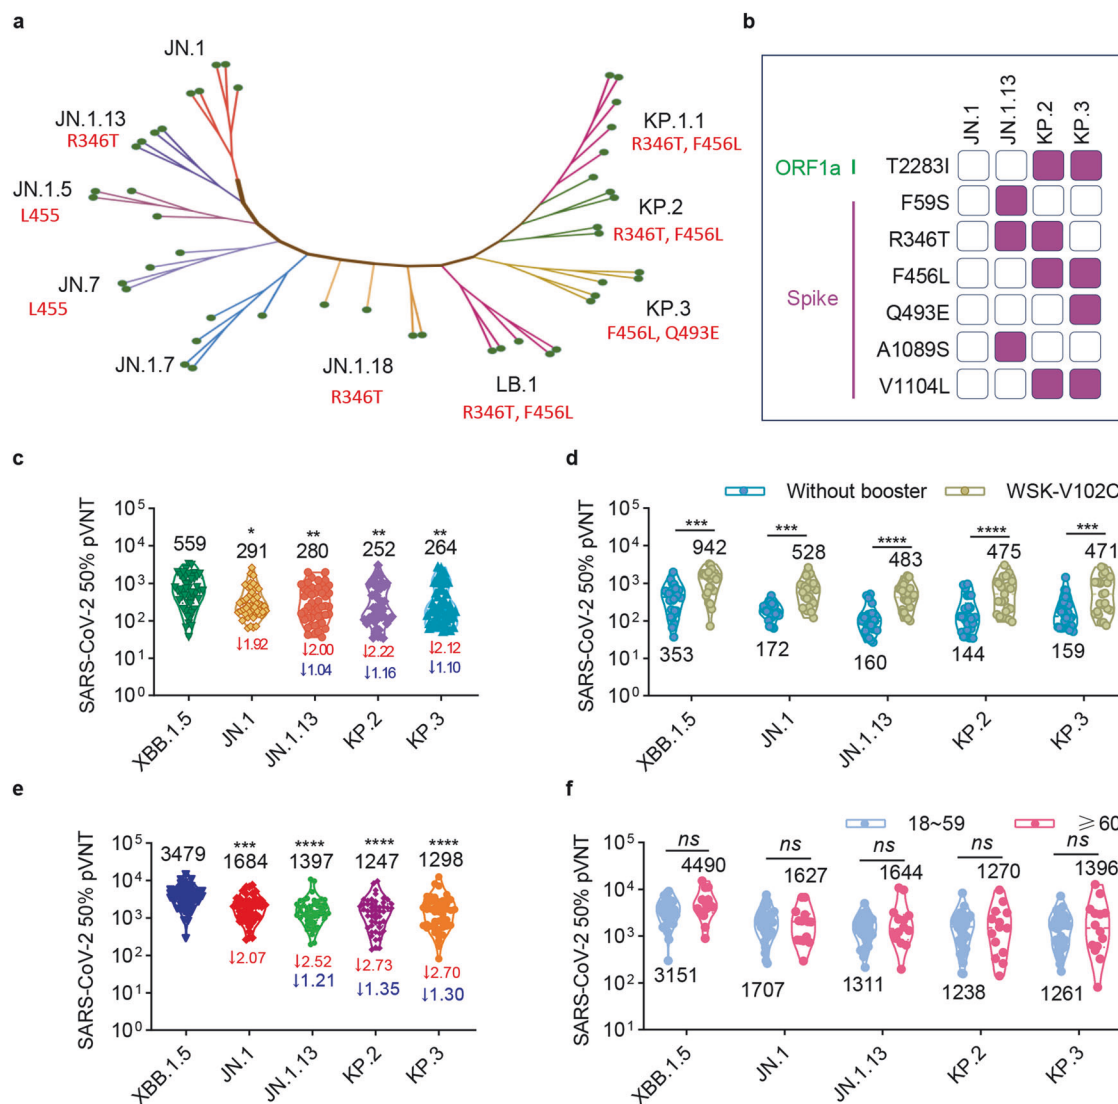 a
JN.1
JN.1.13
R346T
JN.1.5
L455
JN.7
L455
JN.1.7
JN.1.18
R346T
LB.1
R346T, F456L
KP.3
F456L, Q493E
KP.2
R346T, F456L
KP.1.1
R346T, F456L
b
JN.1
JN.1.13
KP.2
KP.3
ORF1a
T2283I
Spike
F59S
R346T
F456L
Q493E
A1089S
V1104L
c
SARS-CoV-2 50% pVNT
10^5
10^4
10^3
10^2
10^1
10^0
* ** ** **
559 291 280 252 264
↓1.92 ↓2.00 ↓2.22 ↓2.12
↓1.04 ↓1.16 ↓1.10
XBB.1.5 JN.1 JN.1.13 KP.2 KP.3
d
Without booster WSK-V102C
SARS-CoV-2 50% pVNT
10^5
10^4
10^3
10^2
10^1
10^0
*** *** **** **** ***
942 528 483 475 471
353 172 160 144 159
XBB.1.5 JN.1 JN.1.13 KP.2 KP.3
e
SARS-CoV-2 50% pVNT
10^5
10^4
10^3
10^2
10^1
10^0
*** **** **** ****
3479 1684 1397 1247 1298
↓2.07 ↓2.52 ↓2.73 ↓2.70
↓1.21 ↓1.35 ↓1.30
XBB.1.5 JN.1 JN.1.13 KP.2 KP.3
f
18~59 ⩾60
SARS-CoV-2 50% pVNT
10^5
10^4
10^3
10^2
10^1
ns ns ns ns ns
4490 1627 1644 1270 1396
3151 1707 1311 1238 1261
XBB.1.5 JN.1 JN.1.13 KP.2 KP.3